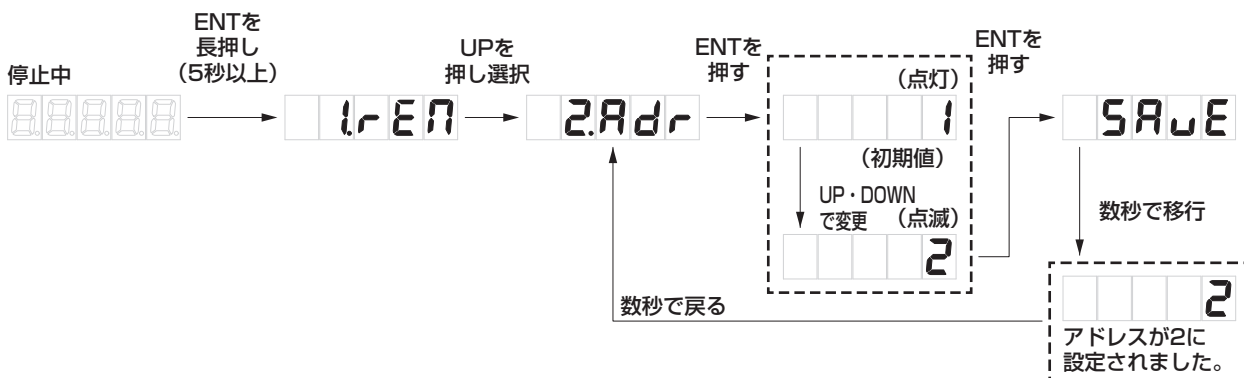 停止中
ENTを
長押し
(5秒以上)
1.rEM
UPを
押し選択
2.Adr
ENTを
押す
(点灯)
1
(初期値)
UP・DOWN
で変更
(点滅)
2
ENTを
押す
SAvE
数秒で移行
2
アドレスが2に
設定されました。
数秒で戻る